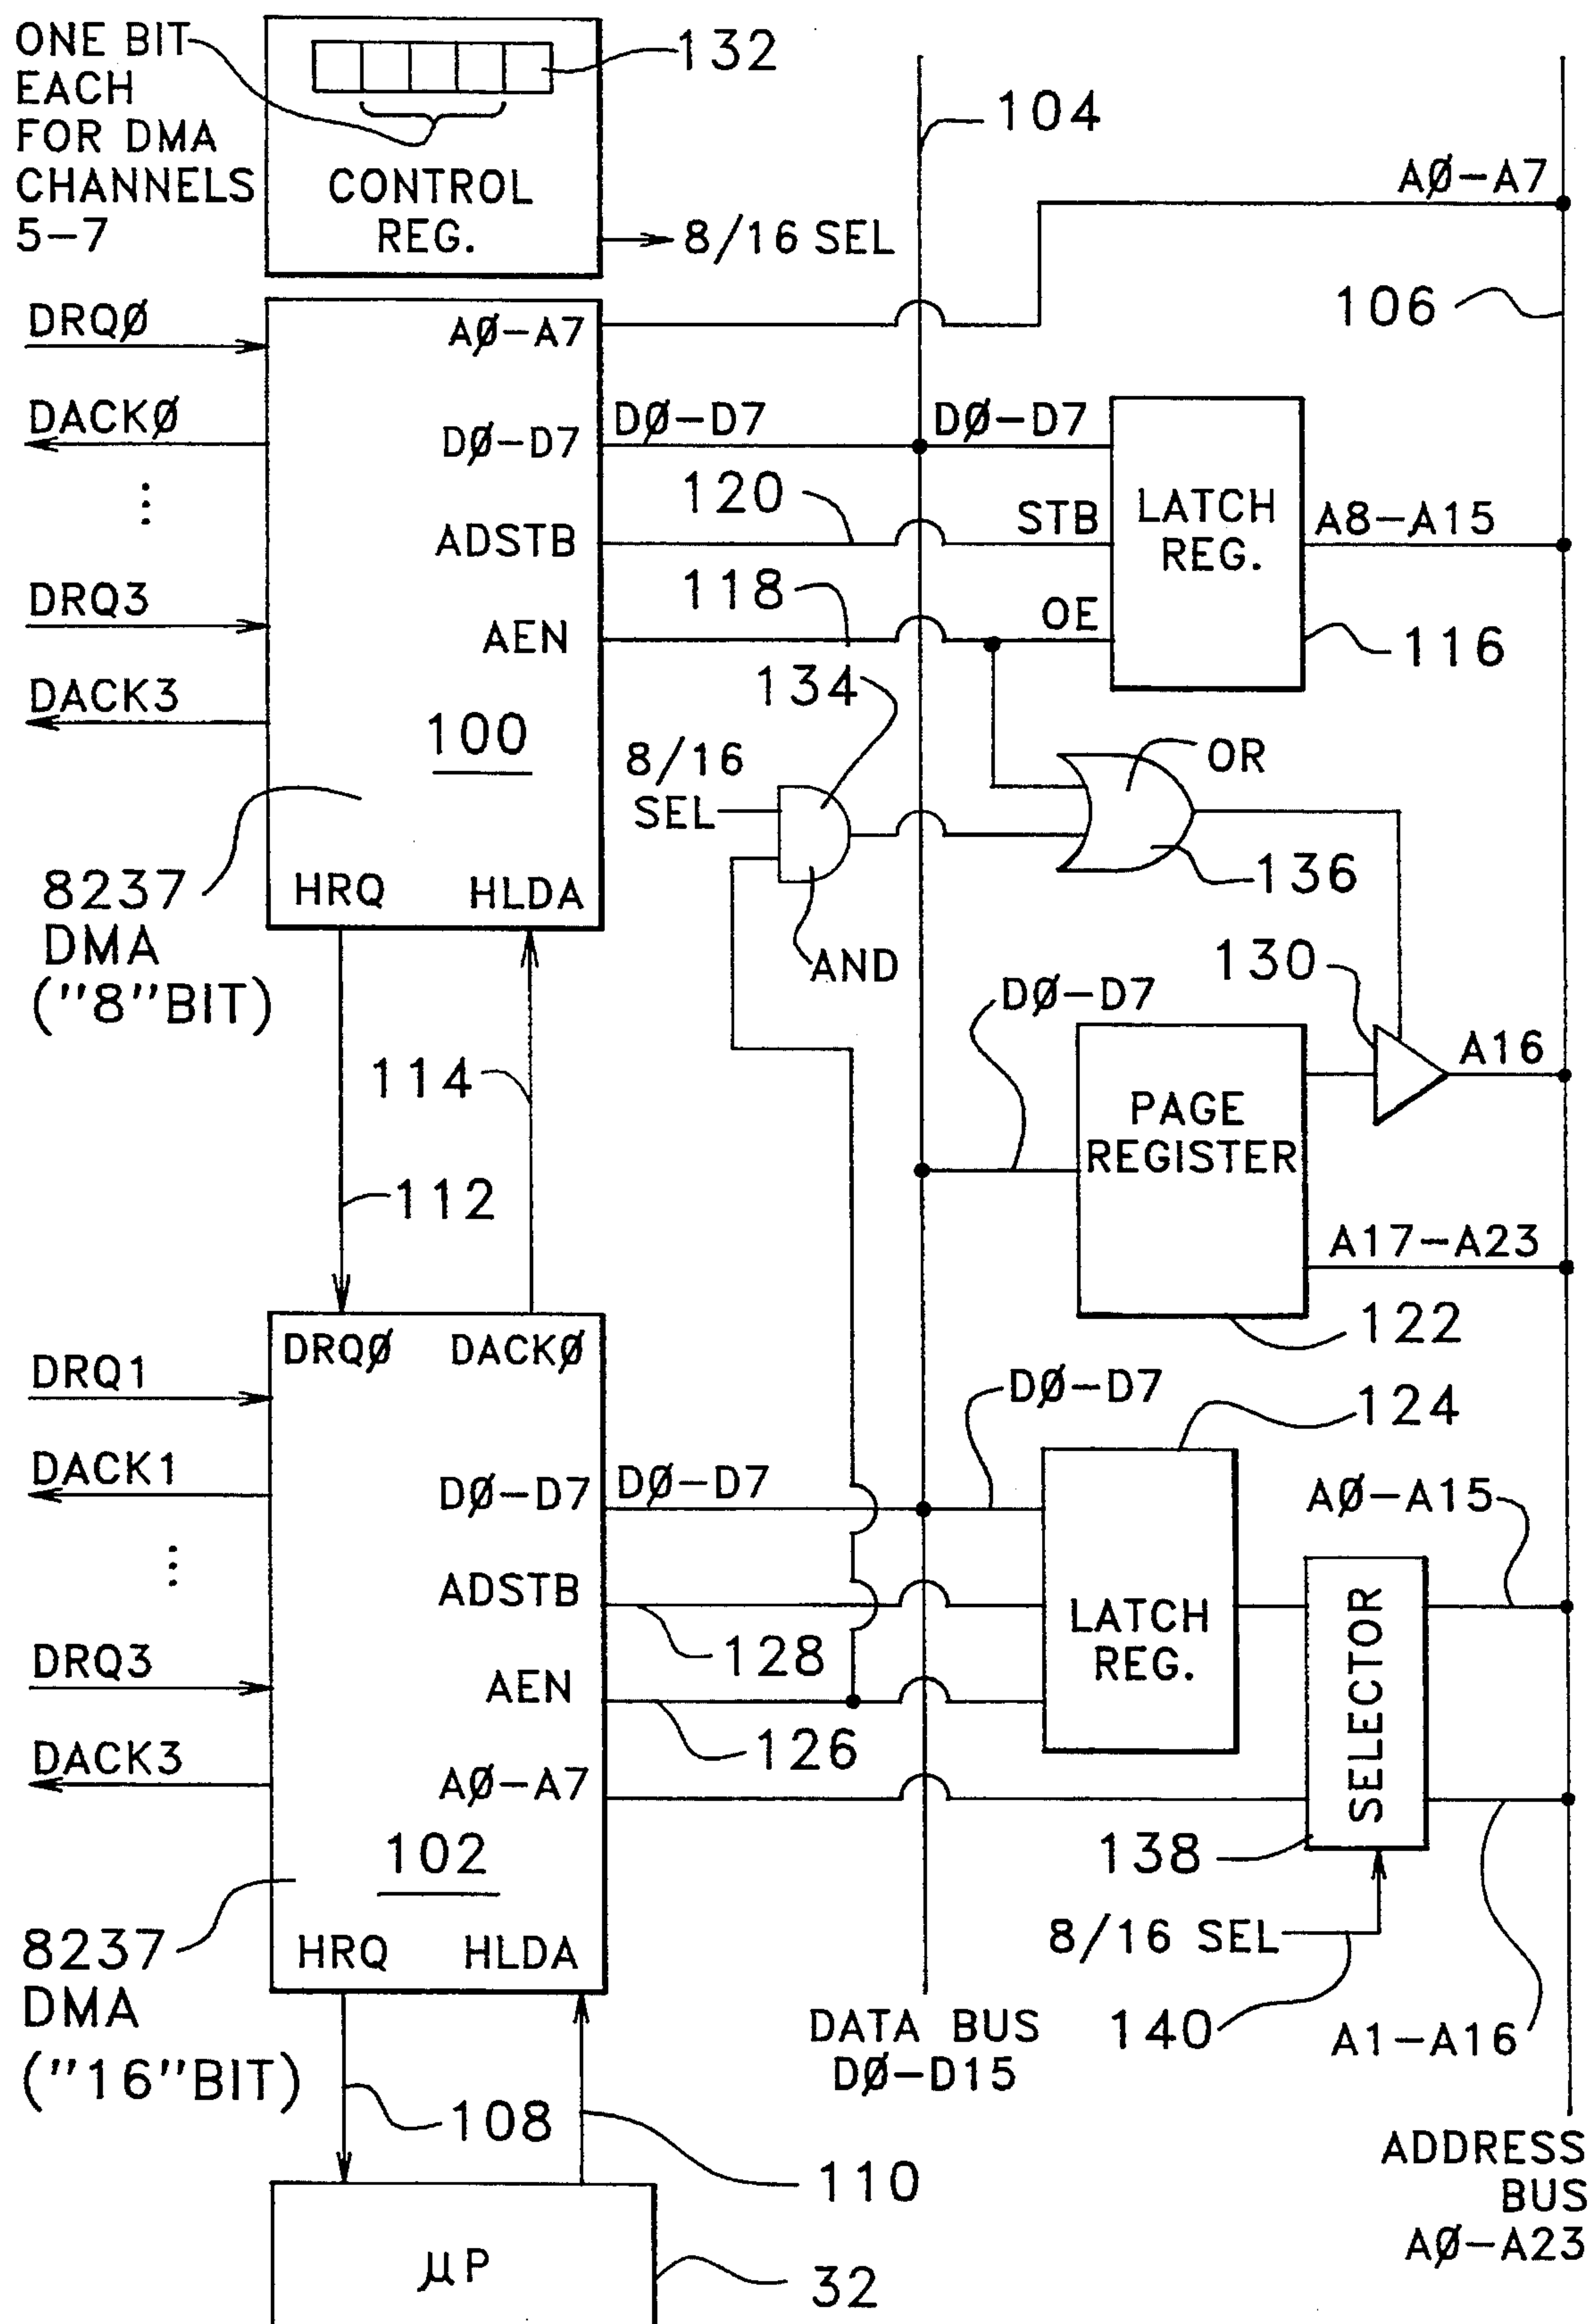 ONE BIT
EACH
FOR DMA
CHANNELS
5-7
132
CONTROL
REG.
8/16 SEL
104
AØ-A7
106
DRQØ
DACKØ
⋮
DRQ3
DACK3
AØ-A7
DØ-D7
ADSTB
AEN
100
HRQ HLDA
8237
DMA
("8"BIT)
DØ-D7
DØ-D7
120
STB
118
OE
LATCH
REG.
A8-A15
116
134
8/16
SEL
AND
OR
136
130
DØ-D7
A16
PAGE
REGISTER
A17-A23
122
114
112
DRQØ DACKØ
DRQ1
DACK1
⋮
DRQ3
DACK3
DØ-D7
ADSTB
AEN
AØ-A7
102
HRQ HLDA
8237
DMA
("16"BIT)
DØ-D7
DØ-D7
124
128
126
LATCH
REG.
AØ-A15
SELECTOR
138
8/16 SEL
140
A1-A16
DATA BUS
DØ-D15
108
110
ADDRESS
BUS
AØ-A23
µP
32